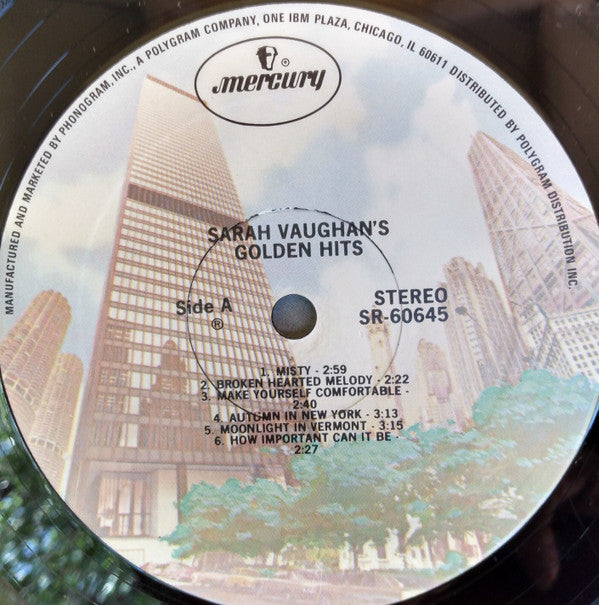 MANUFACTURED AND MARKETED BY PHONOGRAM, INC., A POLYGRAM COMPANY, ONE IBM PLAZA, CHICAGO, IL 60611 DISTRIBUTED BY POLYGRAM DISTRIBUTION INC.
mercury ®
SARAH VAUGHAN'S
GOLDEN HITS
Side A
℗
STEREO
SR-60645
1. MISTY - 2:59
2. BROKEN HEARTED MELODY - 2:22
3. MAKE YOURSELF COMFORTABLE -
2:40
4. AUTUMN IN NEW YORK - 3:13
5. MOONLIGHT IN VERMONT - 3:15
6. HOW IMPORTANT CAN IT BE -
2:27